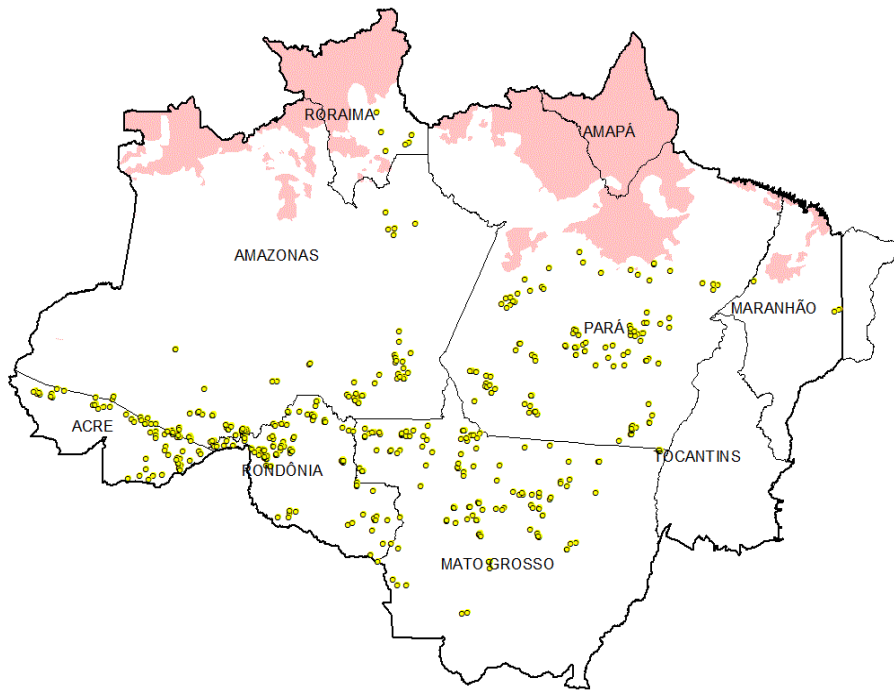 RORAIMA
AMAPÁ
AMAZONAS
MARANHÃO
PARÁ
ACRE
RONDÔNIA
TOCANTINS
MATO GROSSO